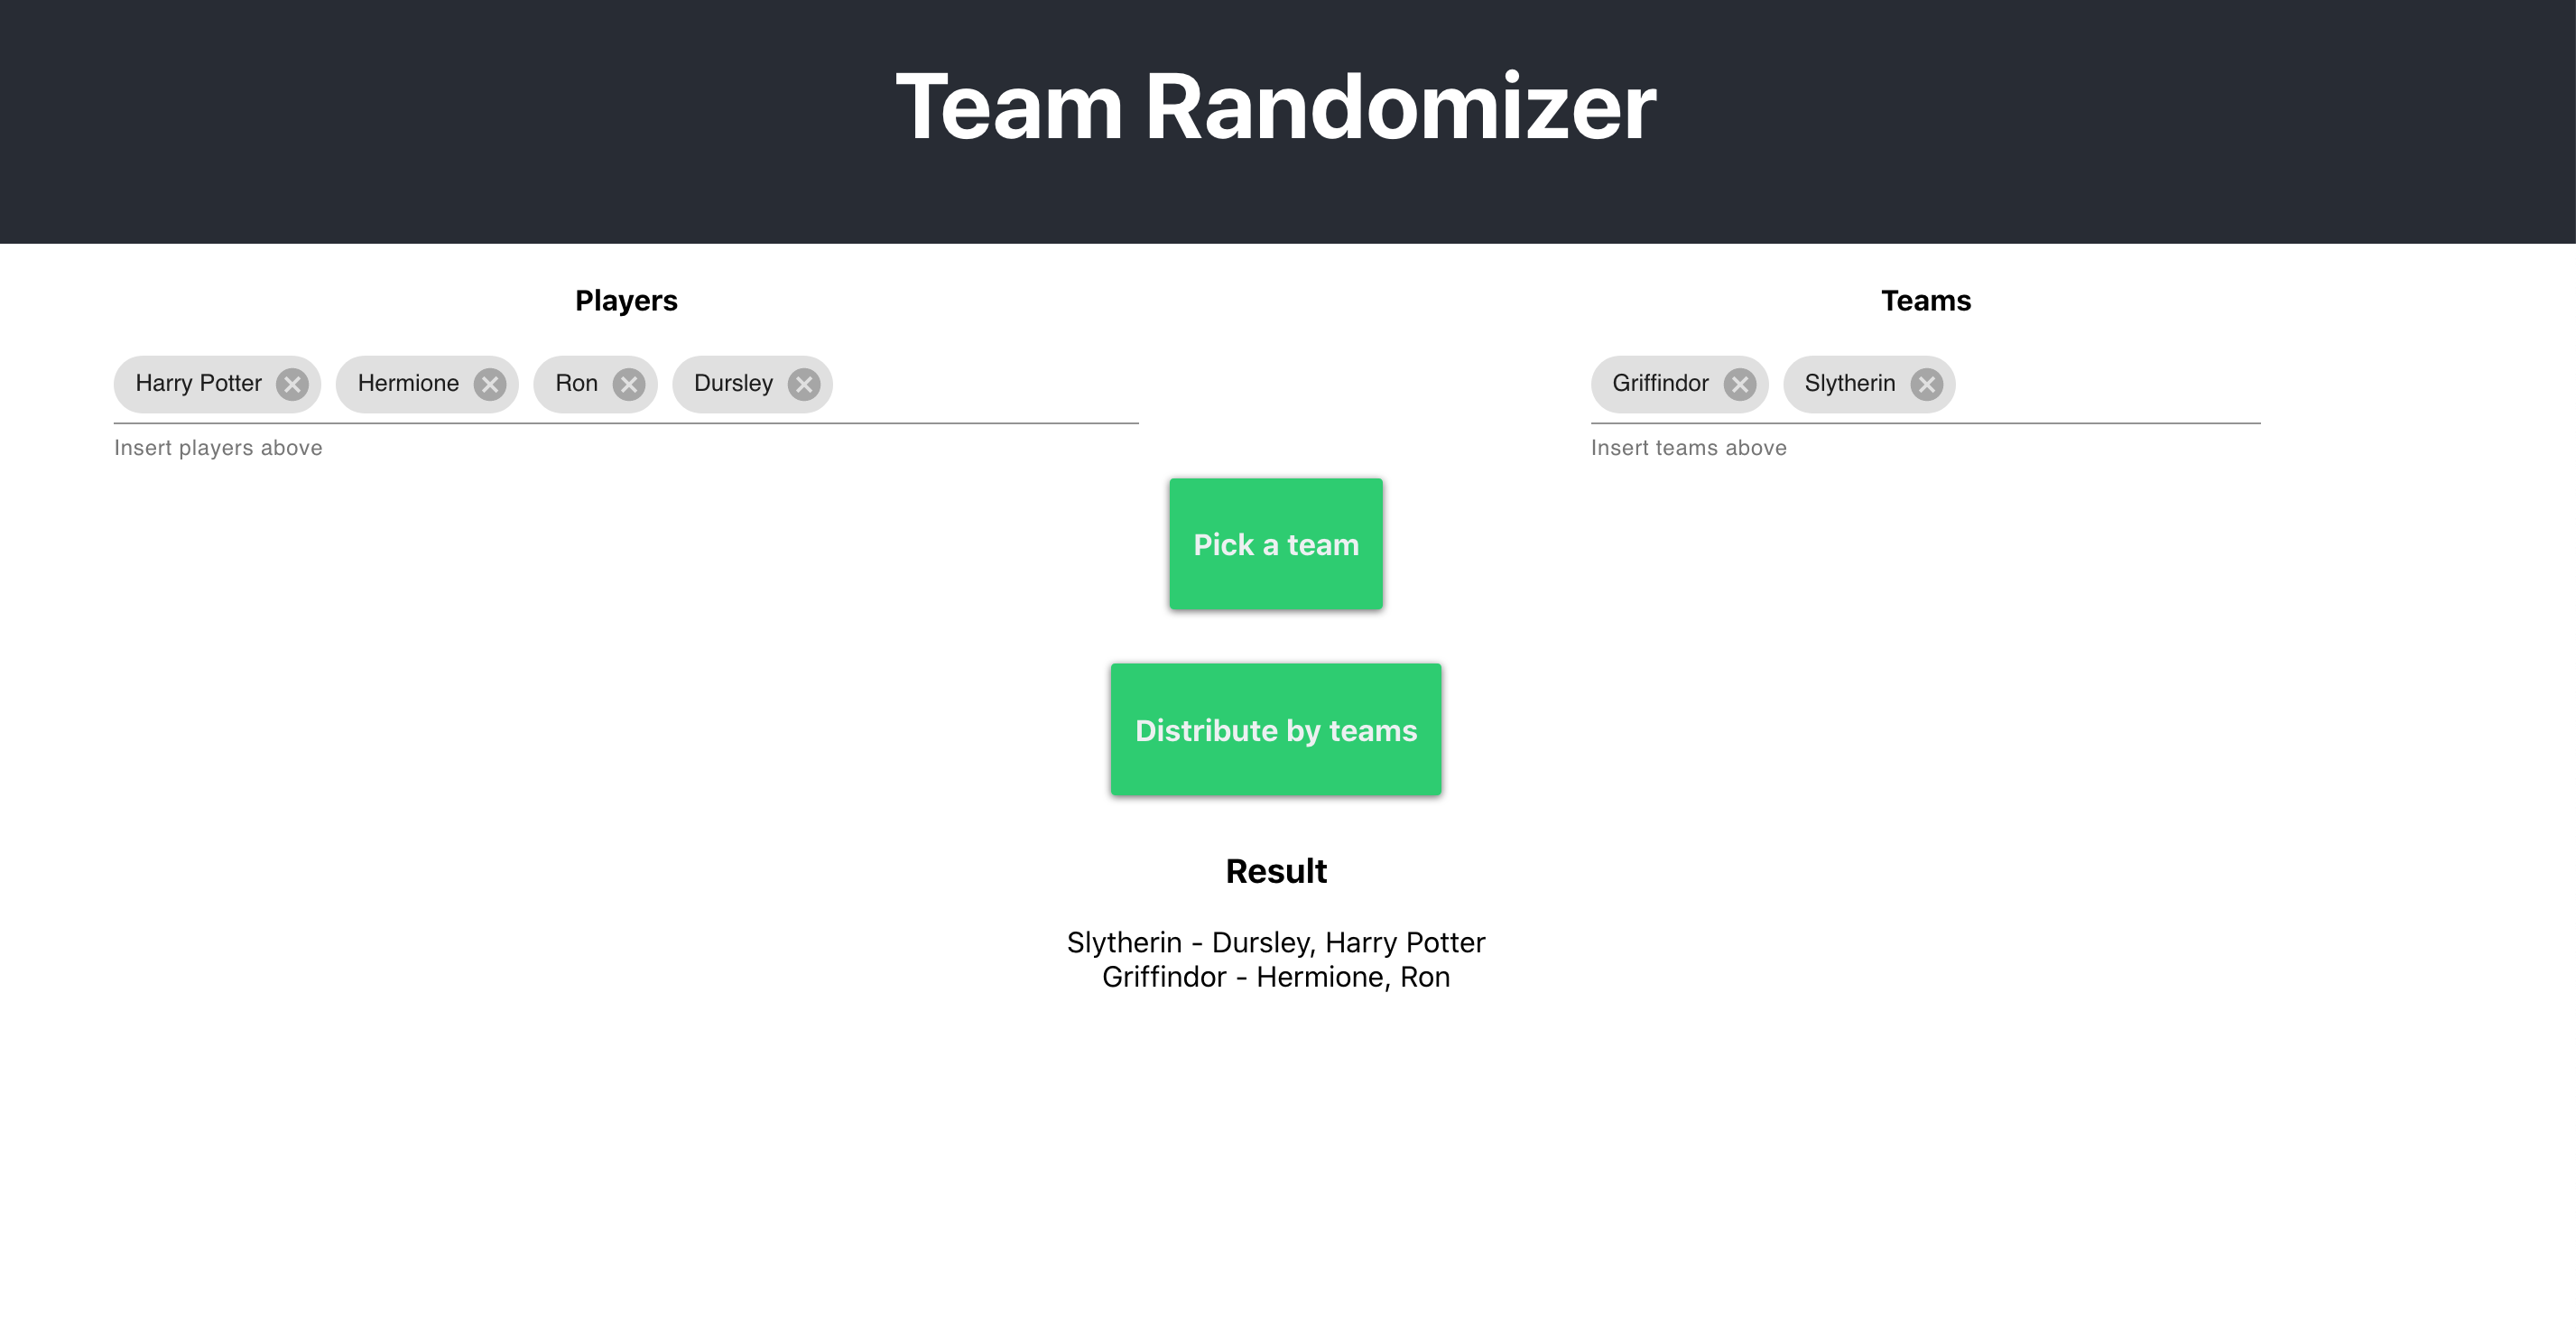 Team Randomizer
Players
Harry Potter
Hermione
Ron
Dursley
Insert players above
Teams
Griffindor
Slytherin
Insert teams above
Pick a team
Distribute by teams
Result
Slytherin - Dursley, Harry Potter
Griffindor - Hermione, Ron